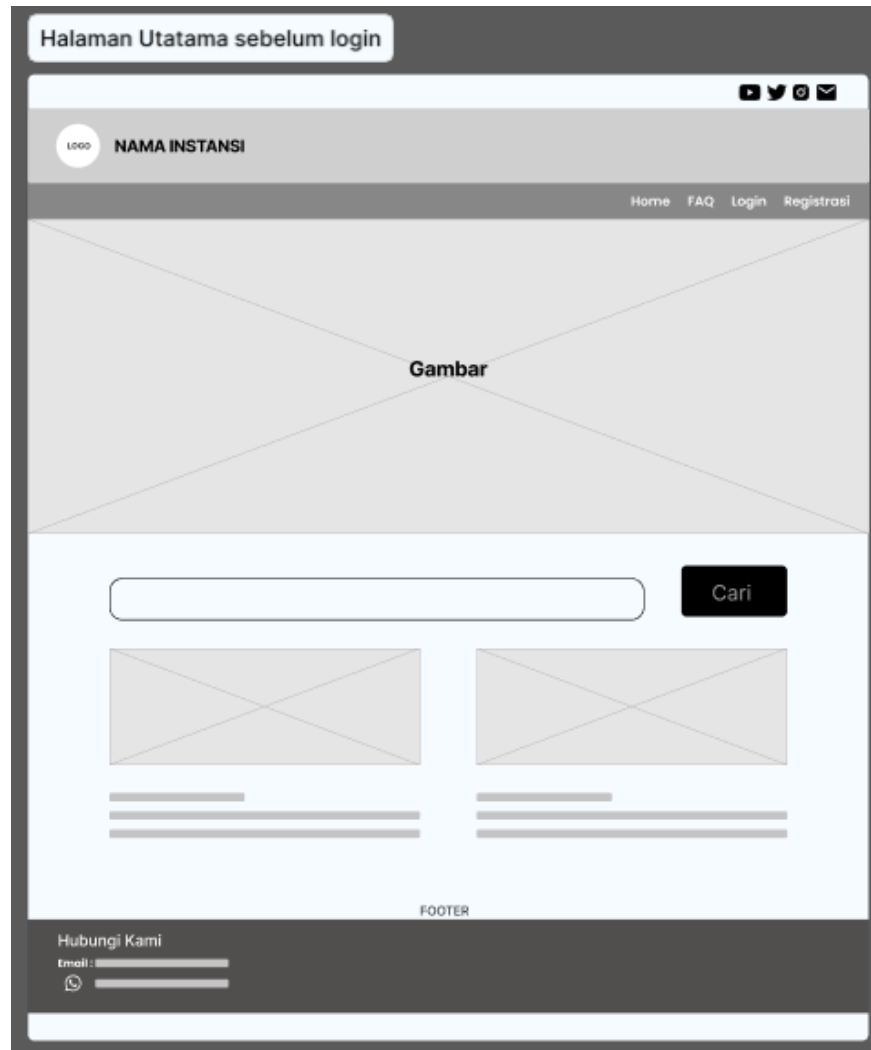 Halaman Utatama sebelum login
LOGO
NAMA INSTANSI
Home FAQ Login Registrasi
Gambar
Cari
FOOTER
Hubungi Kami
Email :